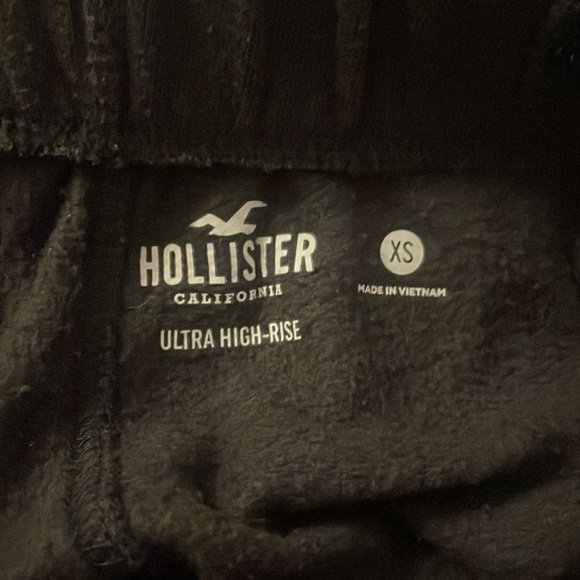 HOLLISTER
CALIFORNIA
ULTRA HIGH-RISE
XS
MADE IN VIETNAM